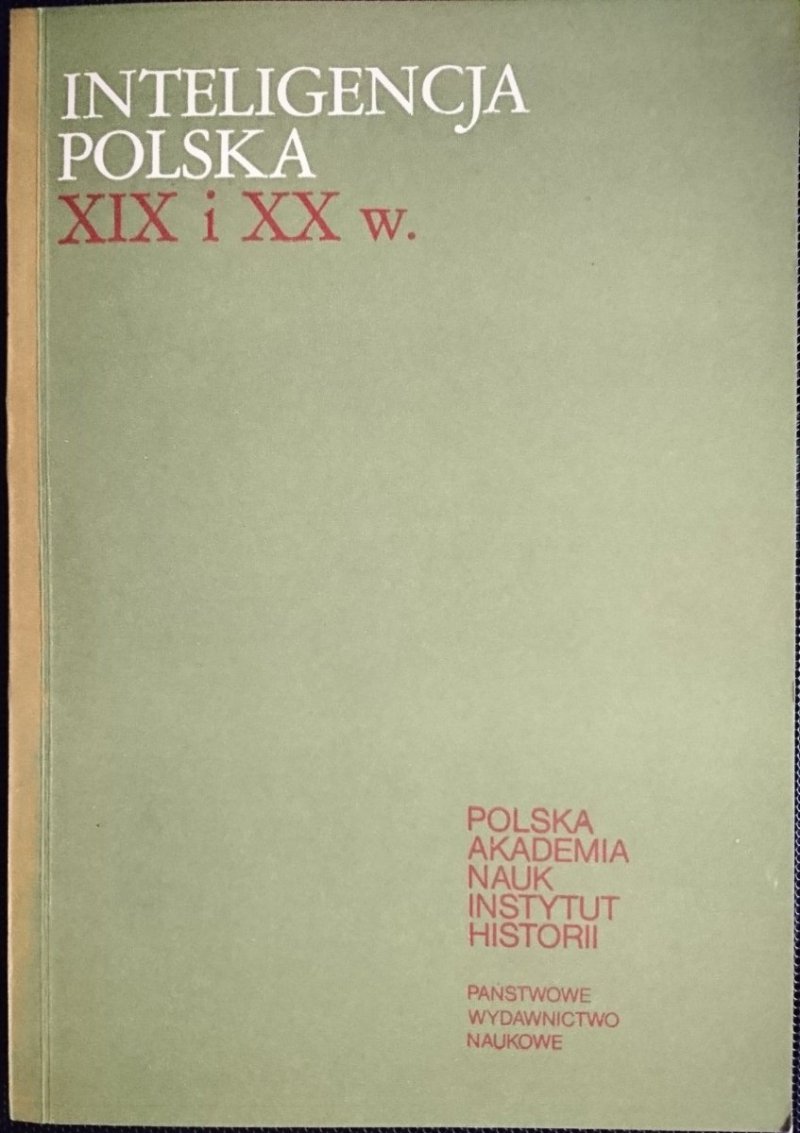 INTELIGENCJA
POLSKA
XIX i XX w.
POLSKA
AKADEMIA
NAUK
INSTYTUT
HISTORII
PAŃSTWOWE
WYDAWNICTWO
NAUKOWE